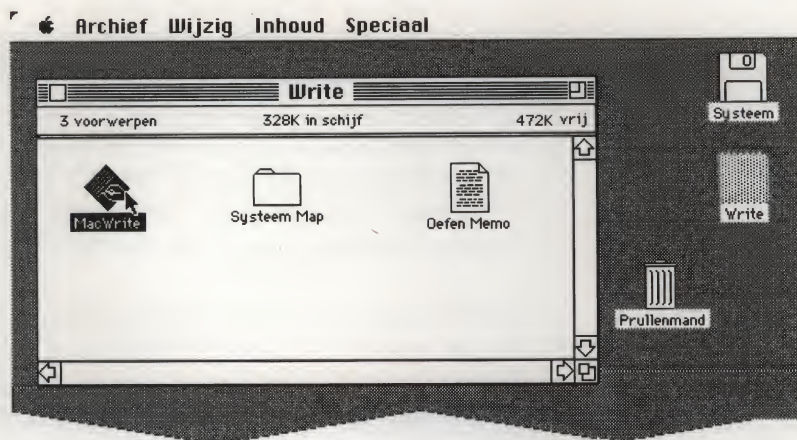 Archief Wijzig Inhoud Speciaal
Write
3 voorwerpen 328K in schijf 472K vrij
MacWrite
Systeem Map
Oefen Memo
Systeem
Write
Prullenmand